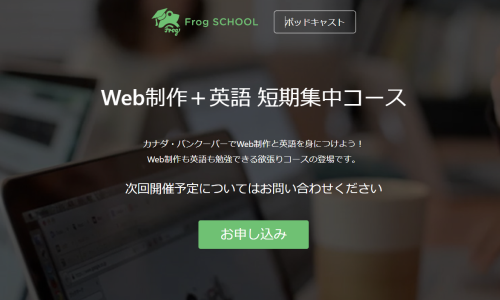 Frog
Frog SCHOOL
ポッドキャスト
Web制作＋英語 短期集中コース
カナダ・バンクーバーでWeb制作と英語を身につけよう！
Web制作も英語も勉強できる欲張りコースの登場です。
次回開催予定についてはお問い合わせください
お申し込み